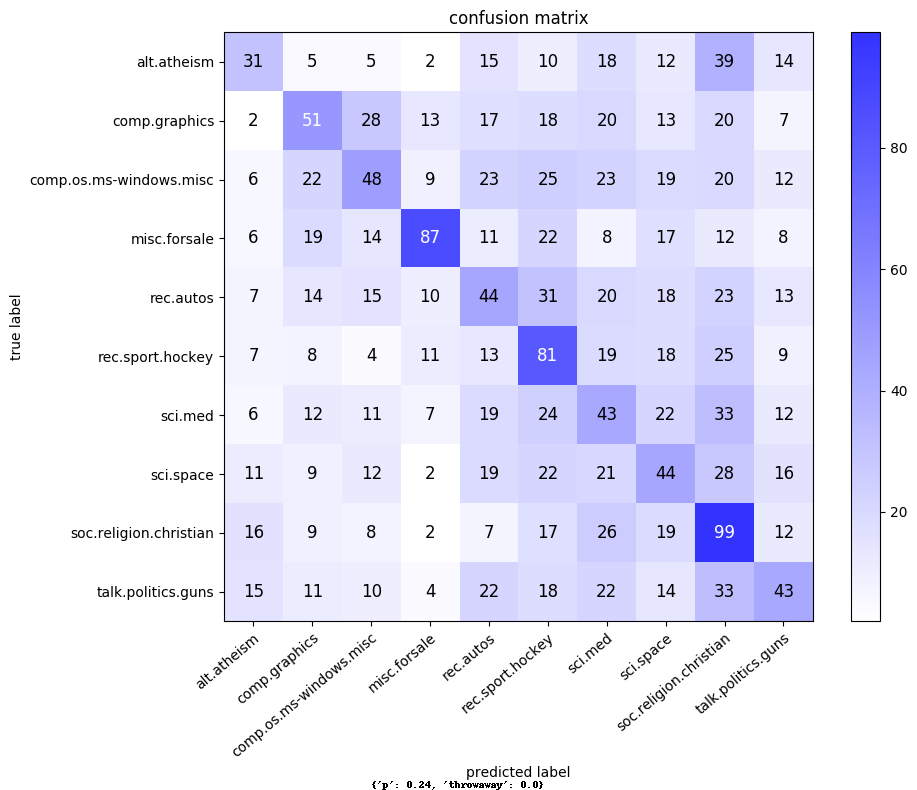 confusion matrix
alt.atheism 31 5 5 2 15 10 18 12 39 14
comp.graphics 2 51 28 13 17 18 20 13 20 7
comp.os.ms-windows.misc 6 22 48 9 23 25 23 19 20 12
misc.forsale 6 19 14 87 11 22 8 17 12 8
rec.autos 7 14 15 10 44 31 20 18 23 13
rec.sport.hockey 7 8 4 11 13 81 19 18 25 9
sci.med 6 12 11 7 19 24 43 22 33 12
sci.space 11 9 12 2 19 22 21 44 28 16
soc.religion.christian 16 9 8 2 7 17 26 19 99 12
talk.politics.guns 15 11 10 4 22 18 22 14 33 43
true label
alt.atheism comp.graphics comp.os.ms-windows.misc misc.forsale rec.autos rec.sport.hockey sci.med sci.space soc.religion.christian talk.politics.guns
predicted label
80
60
40
20
{'p': 0.24, 'throwaway': 0.0}